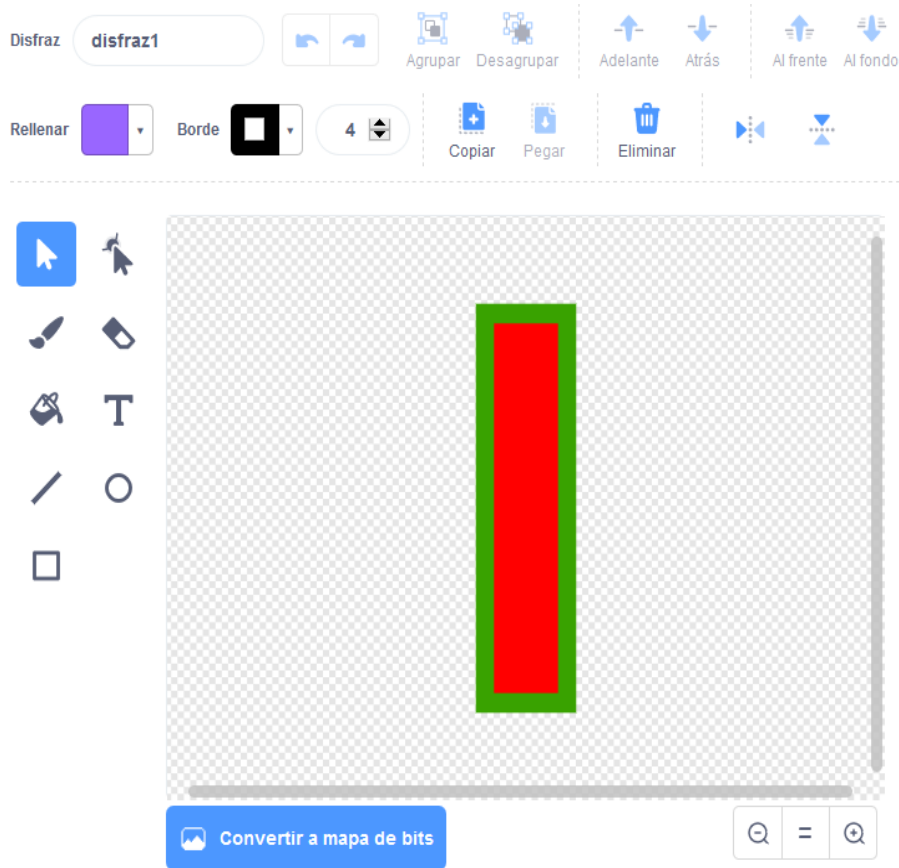 Disfraz disfraz1
Agrupar Desagrupar Adelante Atrás Al frente Al fondo
Rellenar Borde 4
Copiar Pegar Eliminar
T
Convertir a mapa de bits
=